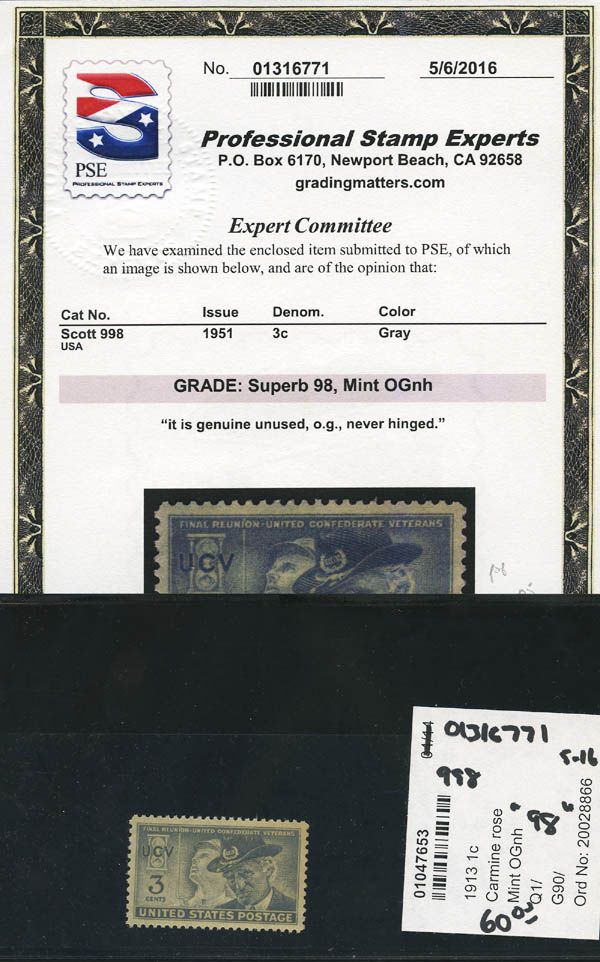 No. 01316771 5/6/2016
PSE
PROFESSIONAL STAMP EXPERTS
Professional Stamp Experts
P.O. Box 6170, Newport Beach, CA 92658
gradingmatters.com
Expert Committee
We have examined the enclosed item submitted to PSE, of which
an image is shown below, and are of the opinion that:
Cat No. Issue Denom. Color
Scott 998 1951 3c Gray
USA
GRADE: Superb 98, Mint OGnh
“it is genuine unused, o.g., never hinged.”
FINAL REUNION-UNITED CONFEDERATE VETERANS
UCV
FINAL REUNION-UNITED CONFEDERATE VETERANS
UCV
3
CENTS
UNITED STATES POSTAGE
01316771
5-16
998
"98"
6000
01047653
1913 1c
Carmine rose
Mint OGnh
Q1/
G90/
Ord No: 20028866